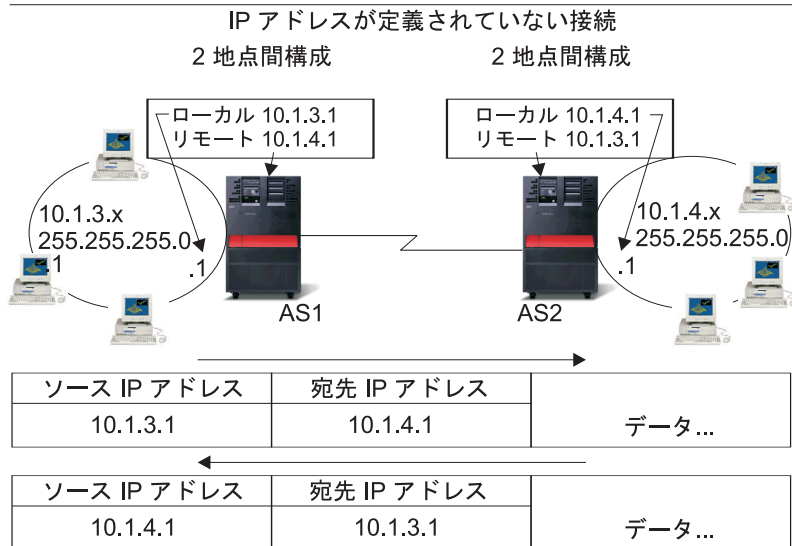 IP アドレスが定義されていない接続
2 地点間構成
2 地点間構成
ローカル 10.1.3.1
リモート 10.1.4.1
ローカル 10.1.4.1
リモート 10.1.3.1
10.1.3.x
255.255.255.0
.1
.1
10.1.4.x
255.255.255.0
.1
AS1
AS2
ソース IP アドレス
宛先 IP アドレス
10.1.3.1
10.1.4.1
データ...
ソース IP アドレス
宛先 IP アドレス
10.1.4.1
10.1.3.1
データ...